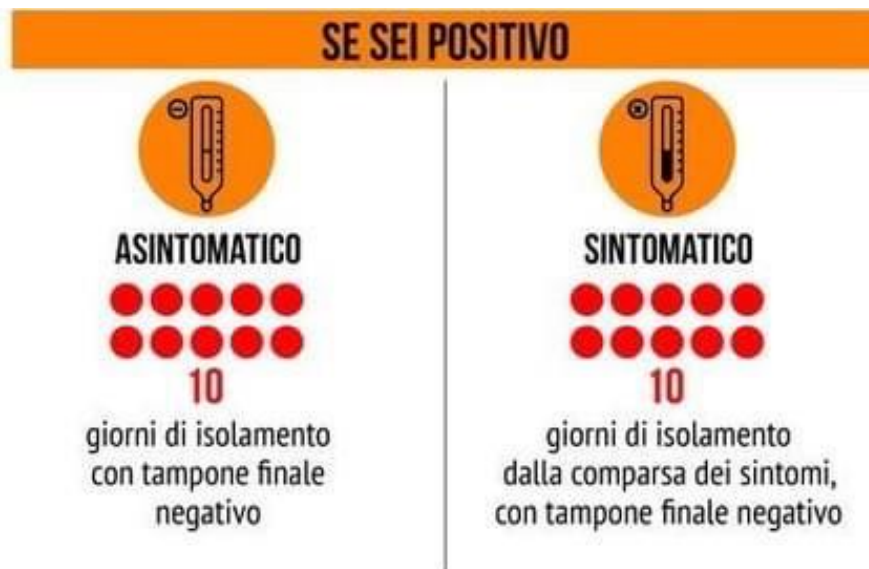 SE SEI POSITIVO
ASINTOMATICO
10
giorni di isolamento
con tampone finale
negativo
SINTOMATICO
10
giorni di isolamento
dalla comparsa dei sintomi,
con tampone finale negativo